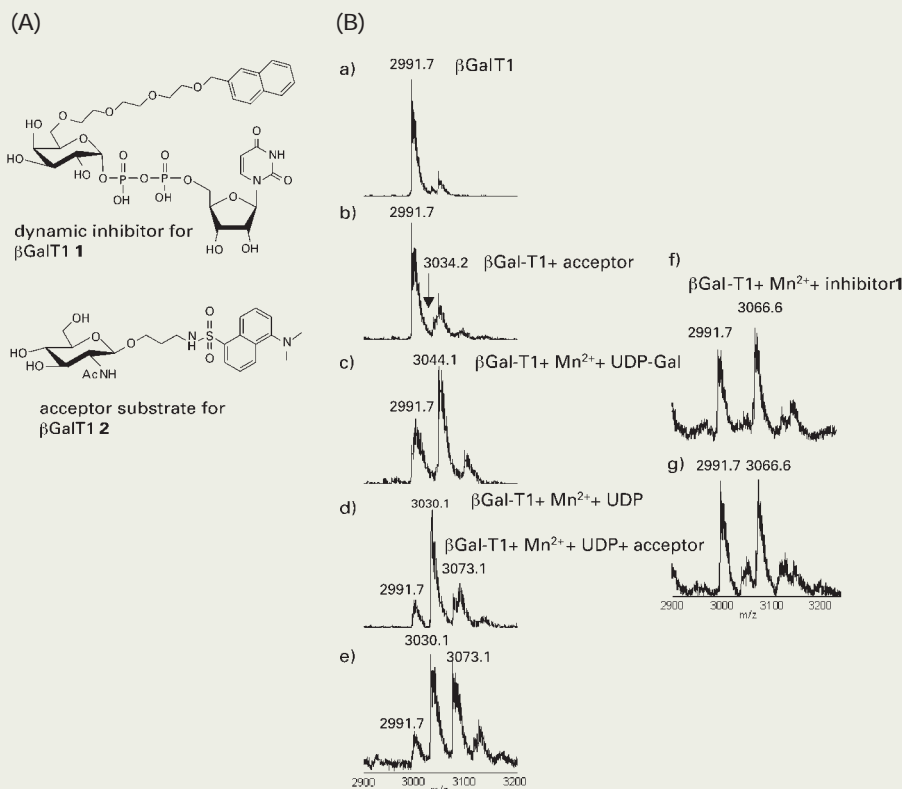 (A)
(B)
O
O
O
O
O
HO
HO
HO
O
O
O
P
O
P
O
OH
OH
O
NH
N
O
O
HO
OH
dynamic inhibitor for
βGalT1 1
HO
HO
HO
O
O
AcNH
NH
O
S
O
N
acceptor substrate for
βGalT1 2
a)
2991.7
βGalT1
b)
2991.7
3034.2
βGal-T1+ acceptor
c)
3044.1
βGal-T1+ Mn2++ UDP-Gal
2991.7
d)
3030.1
βGal-T1+ Mn2++ UDP
βGal-T1+ Mn2++ UDP+ acceptor
2991.7
3073.1
e)
3030.1
3073.1
2991.7
2900 3000 3100 3200
m/z
f)
βGal-T1+ Mn2++ inhibitor1
3066.6
2991.7
g)
2991.7 3066.6
2900 3000 3100 3200
m/z